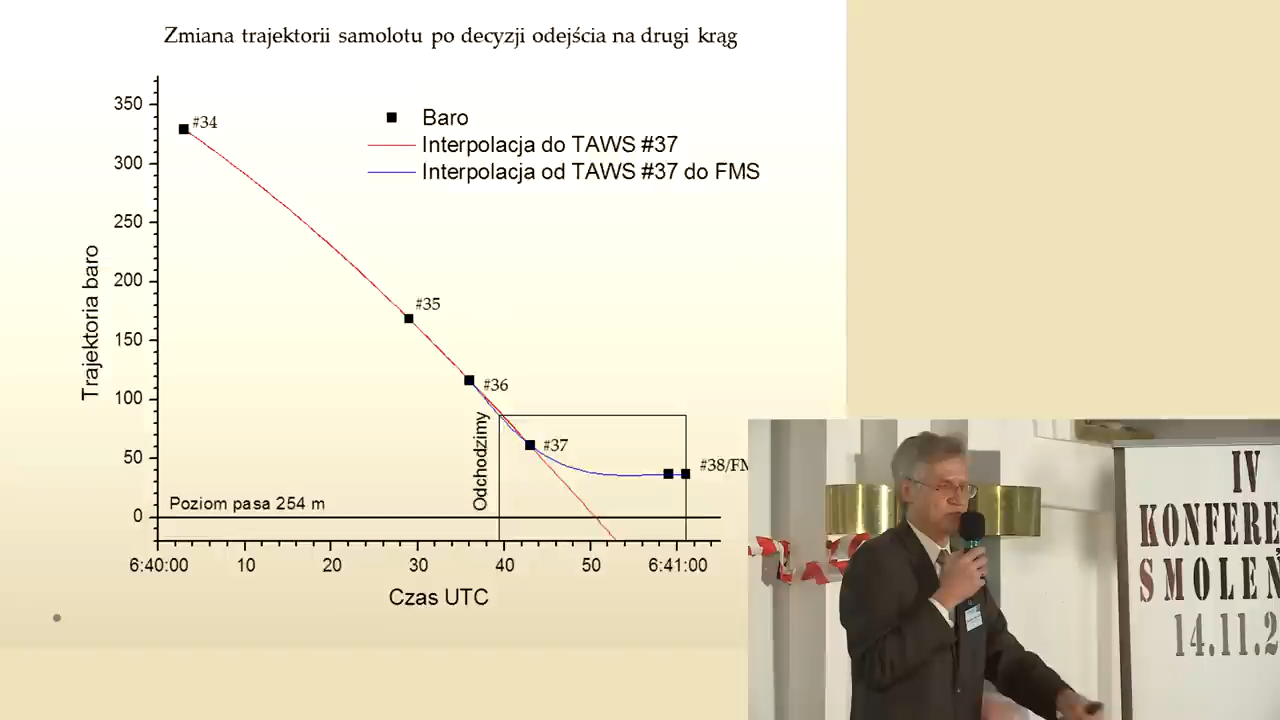 Zmiana trajektorii samolotu po decyzji odejścia na drugi krąg
350
300
250
200
150
100
50
0
Trajektoria baro
#34
#35
#36
#37
#38/FM
Baro
Interpolacja do TAWS #37
Interpolacja od TAWS #37 do FMS
Odchodzimy
Poziom pasa 254 m
6:40:00 10 20 30 40 50 6:41:00
Czas UTC
IV
KONFERE
SMOLEN
14.11.2